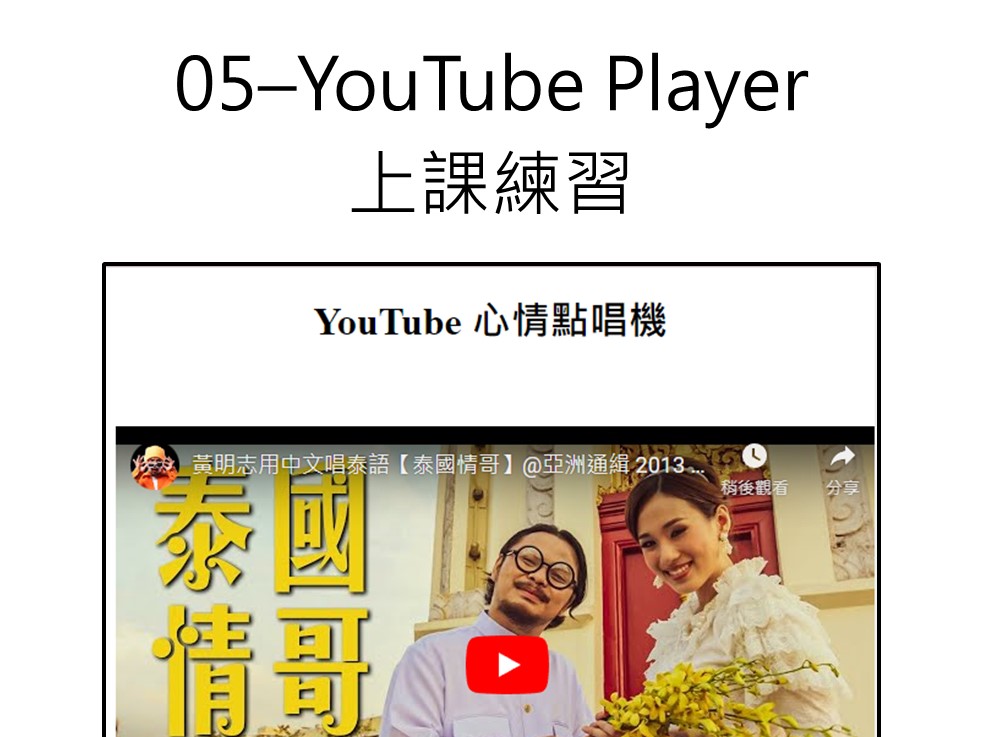 05–YouTube Player
上課練習
YouTube 心情點唱機
黃明志用中文唱泰語【泰國情哥】@亞洲通緝 2013 ...
稍後觀看
分享
泰國
情哥